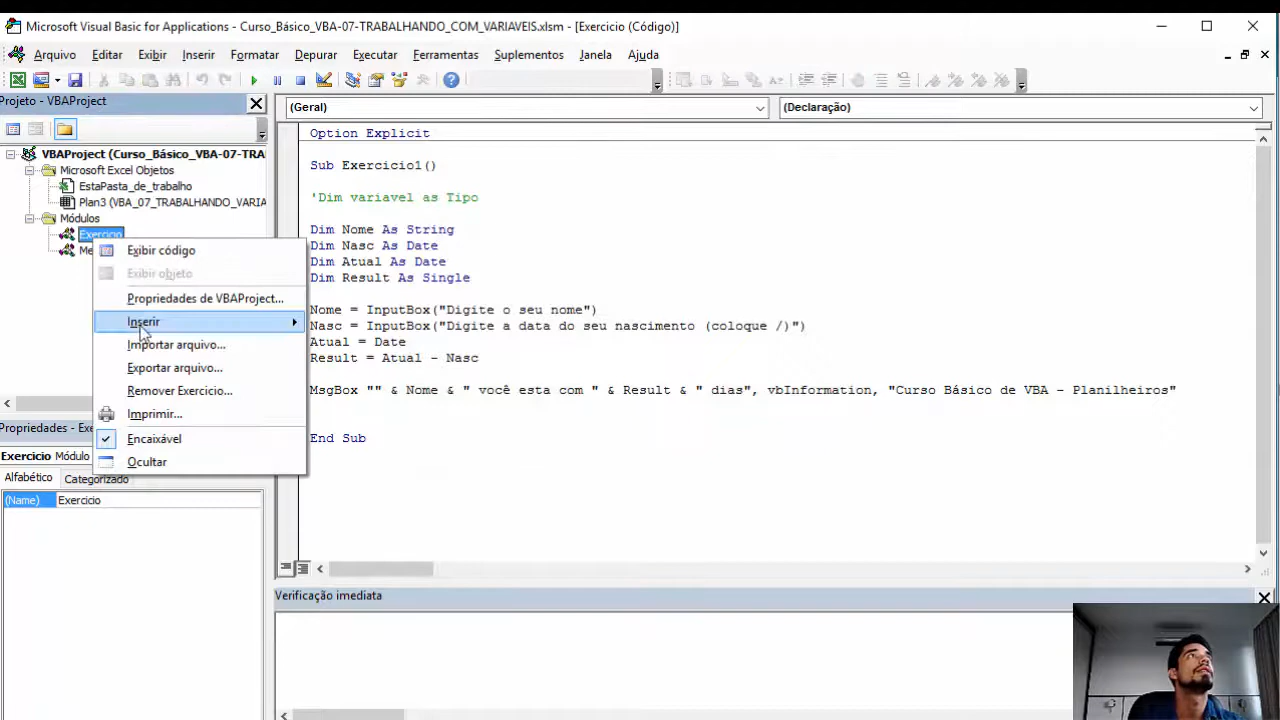 Microsoft Visual Basic for Applications - Curso_Básico_VBA-07-TRABALHANDO_COM_VARIAVEIS.xlsm - [Exercicio (Código)]
Arquivo Editar Exibir Inserir Formatar Depurar Executar Ferramentas Suplementos Janela Ajuda
Projeto - VBAProject
(Geral) (Declaração)
VBAProject (Curso_Básico_VBA-07-TRA
Microsoft Excel Objetos
EstaPasta_de_trabalho
Plan3 (VBA_07_TRABALHANDO_VARIA
Módulos
Exercicio
Me
Exibir código
Exibir objeto
Propriedades de VBAProject...
Inserir
Importar arquivo...
Exportar arquivo...
Remover Exercicio...
Imprimir...
Encaixável
Ocultar
Option Explicit
Sub Exercicio1()
'Dim variavel as Tipo
Dim Nome As String
Dim Nasc As Date
Dim Atual As Date
Dim Result As Single
Nome = InputBox("Digite o seu nome")
Nasc = InputBox("Digite a data do seu nascimento (coloque /)")
Atual = Date
Result = Atual - Nasc
MsgBox "" & Nome & " você esta com " & Result & " dias", vbInformation, "Curso Básico de VBA - Planilheiros"
End Sub
Propriedades - Exe
Exercicio Módulo
Alfabético Categorizado
(Name) Exercicio
Verificação imediata